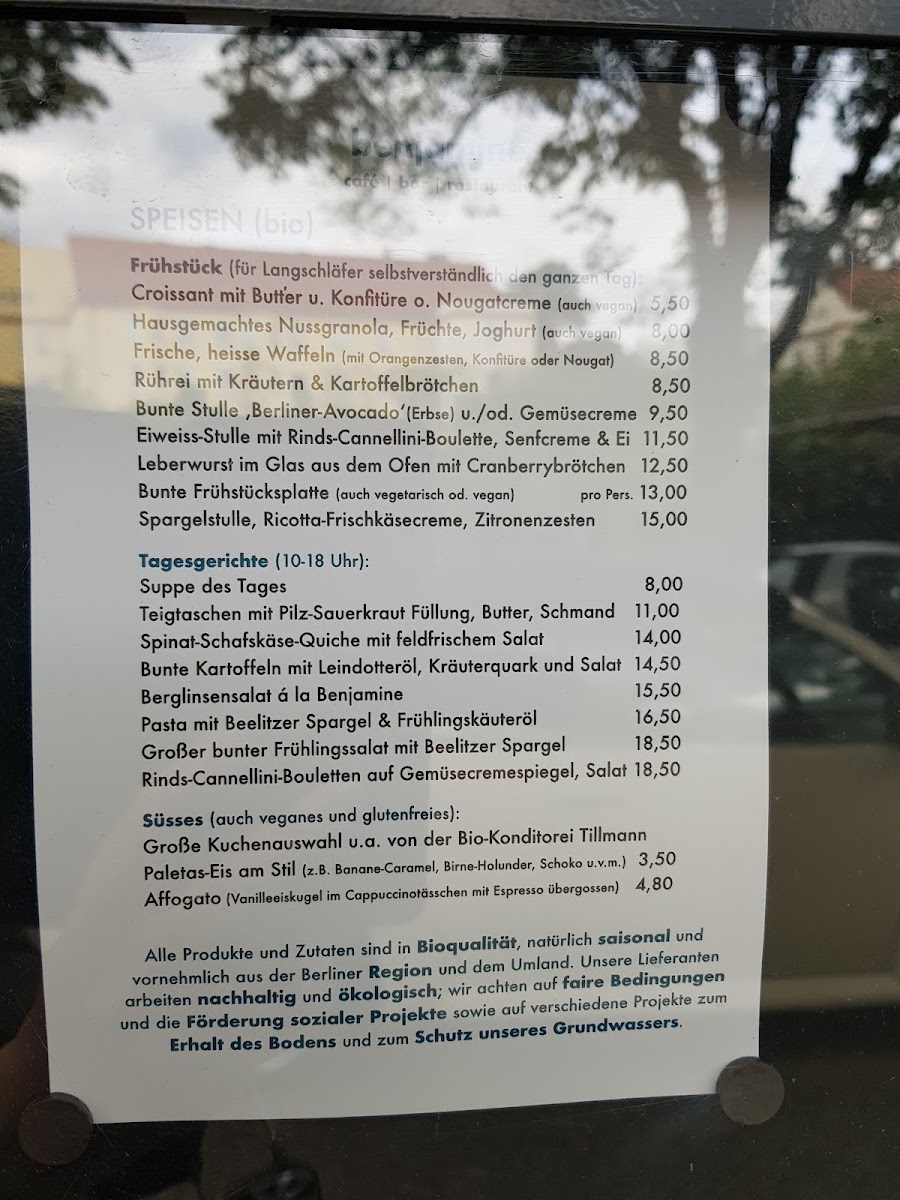 benjamine
café | bar | restaurant
SPEISEN (bio)
Frühstück (für Langschläfer selbstverständlich den ganzen Tag):
Croissant mit Butter u. Konfitüre o. Nougatcreme (auch vegan) 5,50
Hausgemachtes Nussgranola, Früchte, Joghurt (auch vegan) 8,00
Frische, heisse Waffeln (mit Orangenzesten, Konfitüre oder Nougat) 8,50
Rührei mit Kräutern & Kartoffelbrötchen 8,50
Bunte Stulle ‚Berliner-Avocado'(Erbse) u./od. Gemüsecreme 9,50
Eiweiss-Stulle mit Rinds-Cannellini-Boulette, Senfcreme & Ei 11,50
Leberwurst im Glas aus dem Ofen mit Cranberrybrötchen 12,50
Bunte Frühstücksplatte (auch vegetarisch od. vegan) pro Pers. 13,00
Spargelstulle, Ricotta-Frischkäsecreme, Zitronenzesten 15,00
Tagesgerichte (10-18 Uhr):
Suppe des Tages 8,00
Teigtaschen mit Pilz-Sauerkraut Füllung, Butter, Schmand 11,00
Spinat-Schafskäse-Quiche mit feldfrischem Salat 14,00
Bunte Kartoffeln mit Leindotteröl, Kräuterquark und Salat 14,50
Berglinsensalat á la Benjamine 15,50
Pasta mit Beelitzer Spargel & Frühlingskäuteröl 16,50
Großer bunter Frühlingssalat mit Beelitzer Spargel 18,50
Rinds-Cannellini-Bouletten auf Gemüsecremespiegel, Salat 18,50
Süsses (auch veganes und glutenfreies):
Große Kuchenauswahl u.a. von der Bio-Konditorei Tillmann
Paletas-Eis am Stil (z.B. Banane-Caramel, Birne-Holunder, Schoko u.v.m.) 3,50
Affogato (Vanilleeiskugel im Cappuccinotässchen mit Espresso übergossen) 4,80
Alle Produkte und Zutaten sind in Bioqualität, natürlich saisonal und
vornehmlich aus der Berliner Region und dem Umland. Unsere Lieferanten
arbeiten nachhaltig und ökologisch; wir achten auf faire Bedingungen
und die Förderung sozialer Projekte sowie auf verschiedene Projekte zum
Erhalt des Bodens und zum Schutz unseres Grundwassers.